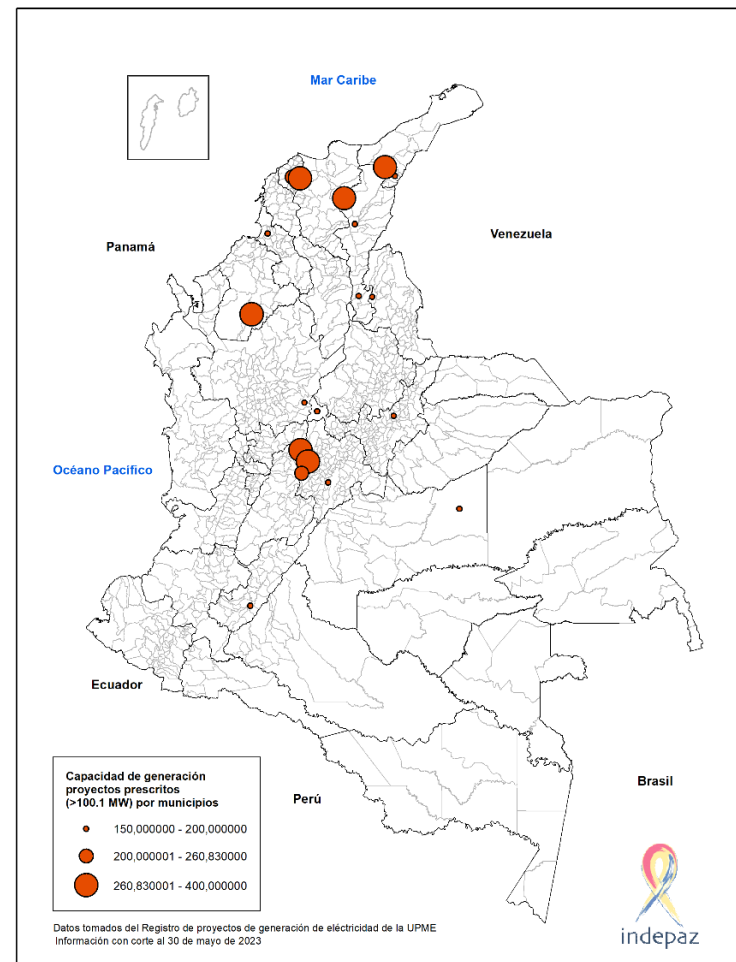 Mar Caribe
Panamá
Venezuela
Océano Pacífico
Ecuador
Perú
Brasil
Capacidad de generación
proyectos prescritos
(>100.1 MW) por municipios
150,000000 - 200,000000
200,000001 - 260,830000
260,830001 - 400,000000
Datos tomados del Registro de proyectos de generación de eléctricidad de la UPME
Información con corte al 30 de mayo de 2023
indepaz